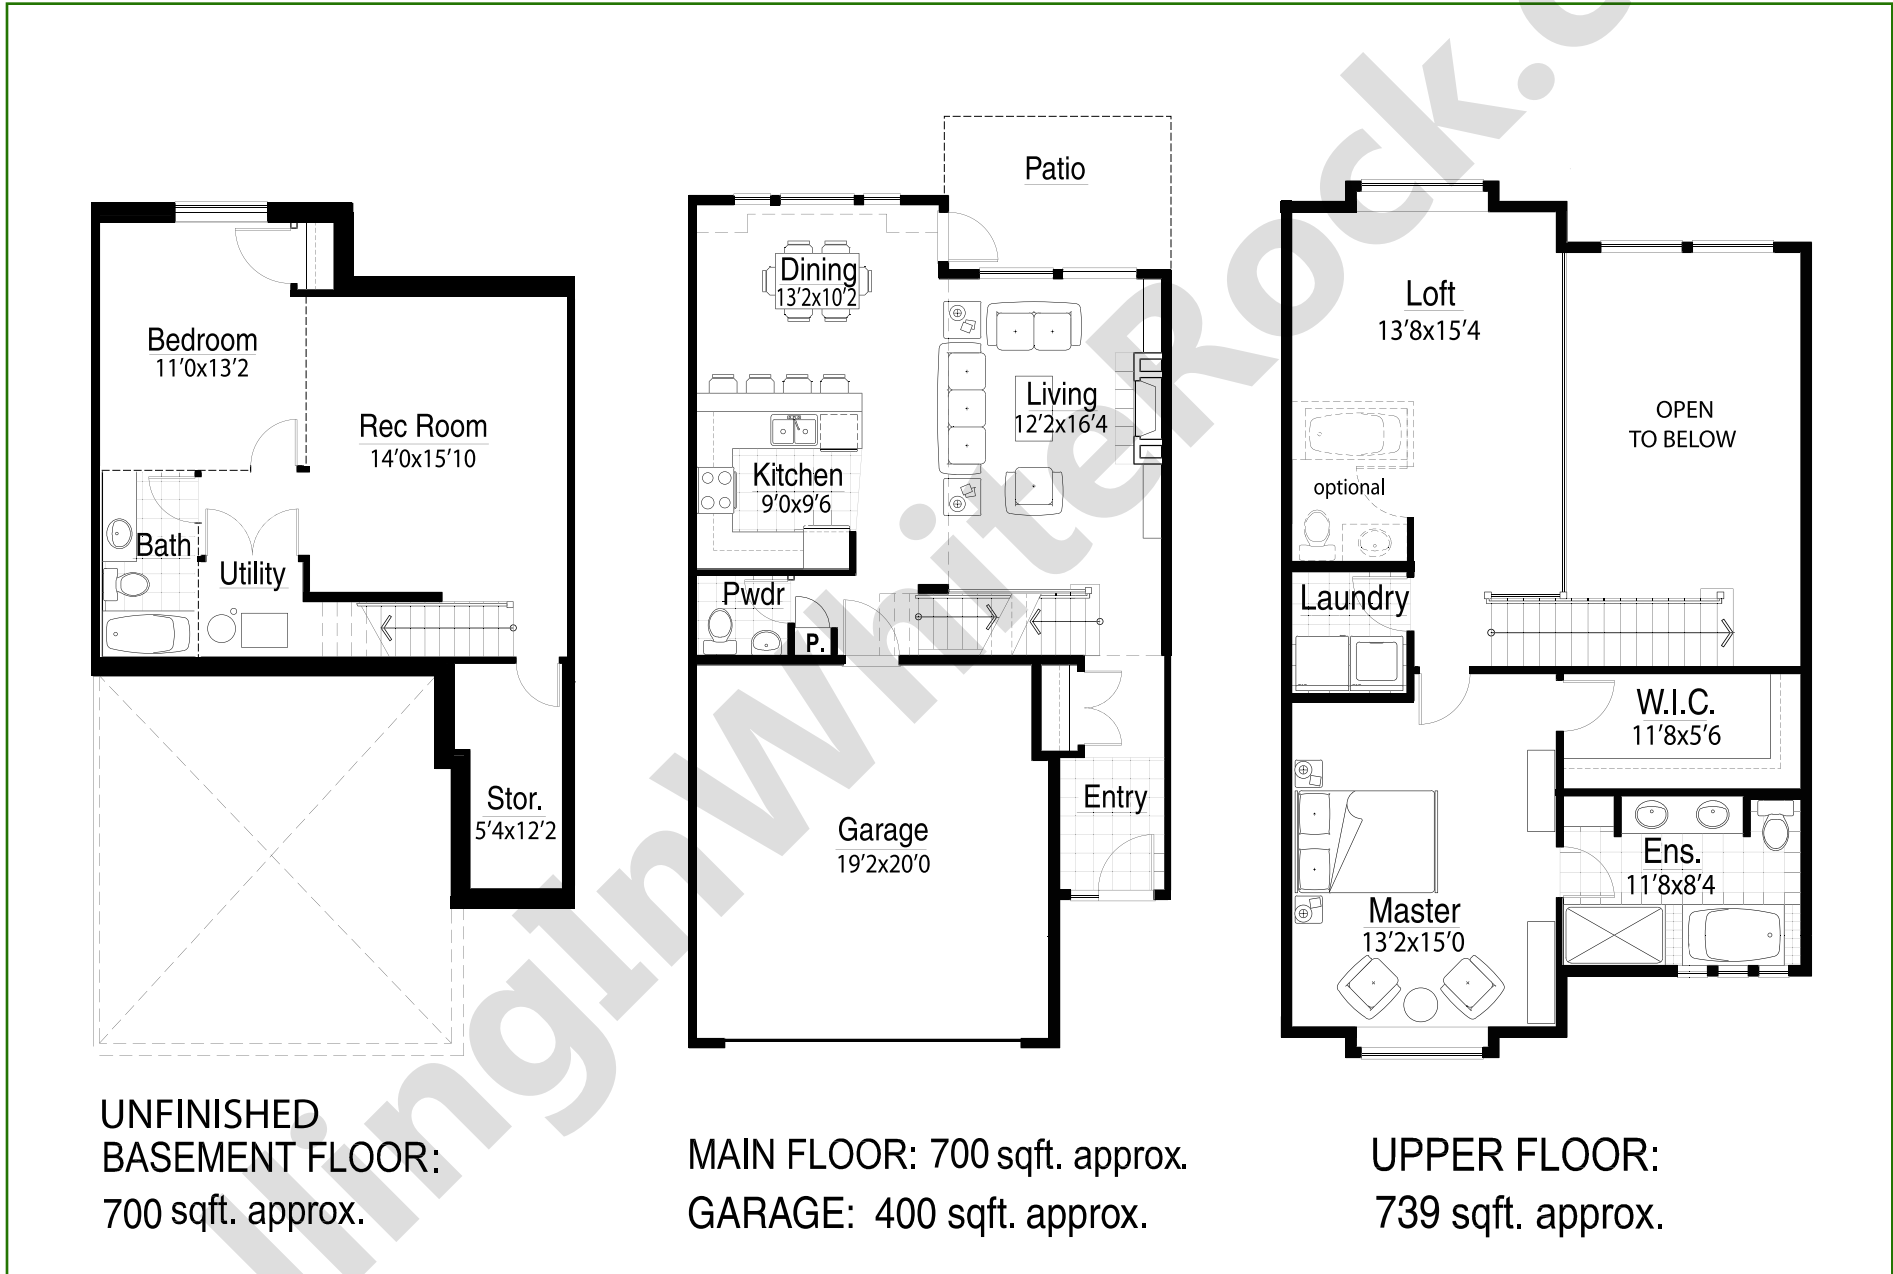 Bedroom
11'0x13'2
Rec Room
14'0x15'10
Bath
Utility
Stor.
5'4x12'2
UNFINISHED
BASEMENT FLOOR:
700 sqft. approx.
Patio
Dining
13'2x10'2
Living
12'2x16'4
Kitchen
9'0x9'6
Pwdr
P.
Entry
Garage
19'2x20'0
MAIN FLOOR: 700 sqft. approx.
GARAGE: 400 sqft. approx.
Loft
13'8x15'4
OPEN
TO BELOW
optional
Laundry
W.I.C.
11'8x5'6
Ens.
11'8x8'4
Master
13'2x15'0
UPPER FLOOR:
739 sqft. approx.
llingInWhiteRock.c